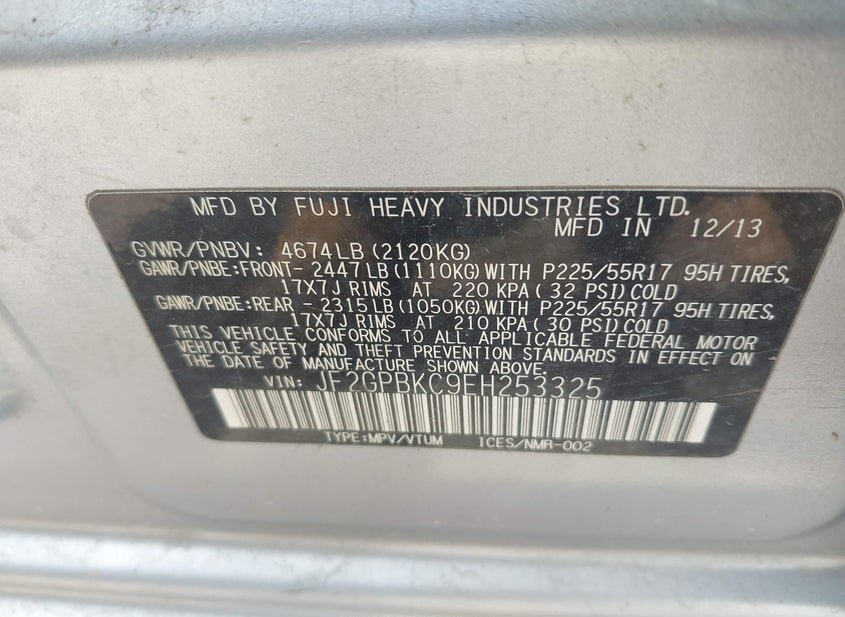 MFD BY FUJI HEAVY INDUSTRIES LTD.
MFD IN 12/13
GVWR/PNBV: 4674LB (2120KG)
GAWR/PNBE:FRONT- 2447LB(1110KG)WITH P225/55R17 95H TIRES,
17X7J RIMS AT 220 KPA( 32 PSI)COLD
GAWR/PNBE:REAR - 2315LB(1050KG)WITH P225/55R17 95H TIRES,
17X7J RIMS AT 210 KPA( 30 PSI)COLD
THIS VEHICLE CONFORMS TO ALL APPLICABLE FEDERAL MOTOR
VEHICLE SAFETY AND THEFT PREVENTION STANDARDS IN EFFECT ON
THE DATE OF MANUFACTURE SHOWN ABOVE.
VIN: JF2GPBKC9EH253325
TYPE:MPV/VTUM ICES/NMB-002